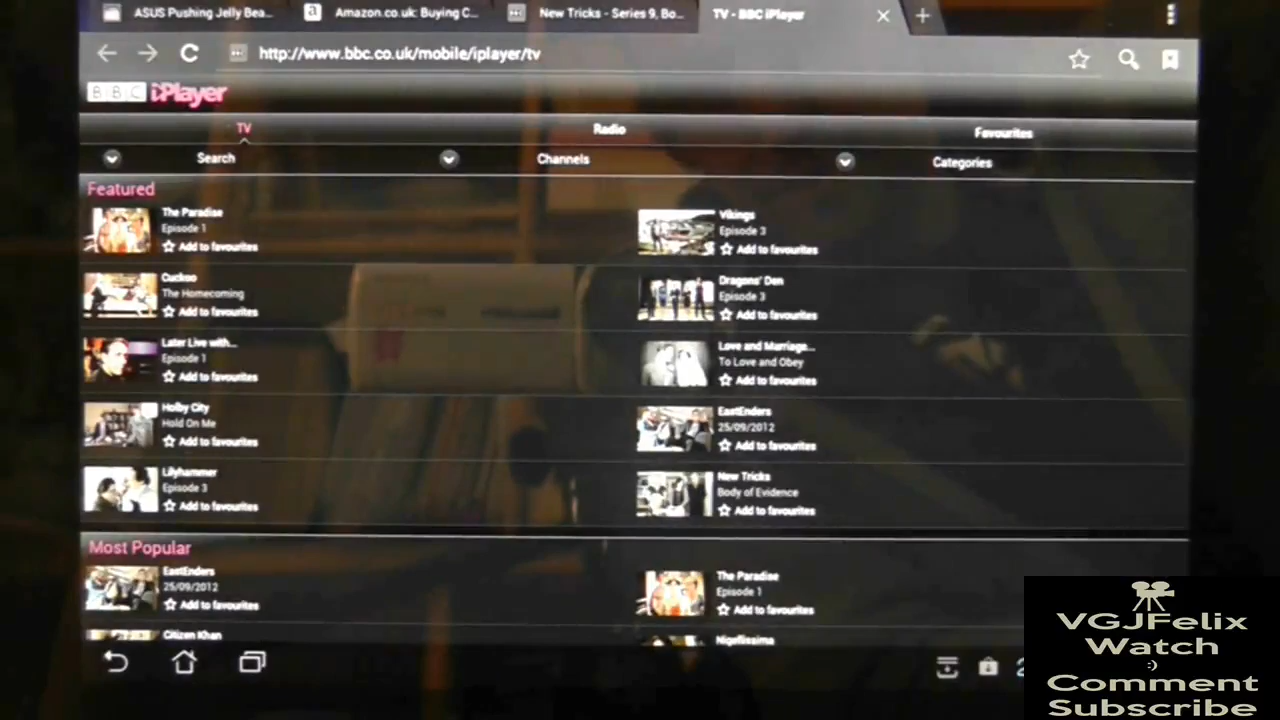 ASUS Pushing Jelly Bea...
Amazon.co.uk: Buying C...
New Tricks - Series 9, Bo...
TV - BBC iPlayer
http://www.bbc.co.uk/mobile/iplayer/tv
BBC iPlayer
TV
Radio
Favourites
Search
Channels
Categories
Featured
The Paradise
Episode 1
Add to favourites
Vikings
Episode 3
Add to favourites
Cuckoo
The Homecoming
Add to favourites
Dragons' Den
Episode 3
Add to favourites
Later Live with...
Episode 1
Add to favourites
Love and Marriage...
To Love and Obey
Add to favourites
Holby City
Hold On Me
Add to favourites
EastEnders
25/09/2012
Add to favourites
Lilyhammer
Episode 3
Add to favourites
New Tricks
Body of Evidence
Add to favourites
Most Popular
EastEnders
25/09/2012
Add to favourites
The Paradise
Episode 1
Add to favourites
Citizen Khan
Nigellissima
VGJFelix
Watch
:)
Comment
Subscribe